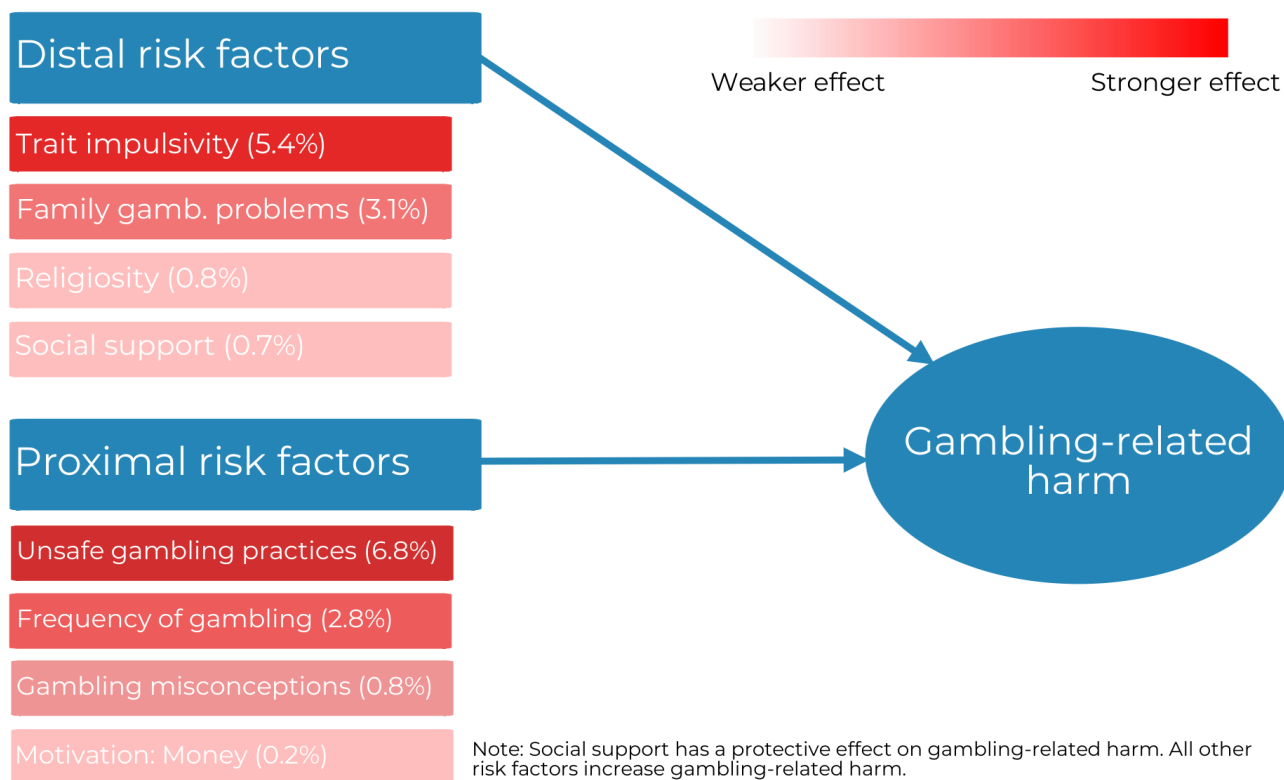 Distal risk factors
Weaker effect
Stronger effect
Trait impulsivity (5.4%)
Family gamb. problems (3.1%)
Religiosity (0.8%)
Social support (0.7%)
Proximal risk factors
Gambling-related
harm
Unsafe gambling practices (6.8%)
Frequency of gambling (2.8%)
Gambling misconceptions (0.8%)
Motivation: Money (0.2%)
Note: Social support has a protective effect on gambling-related harm. All other
risk factors increase gambling-related harm.